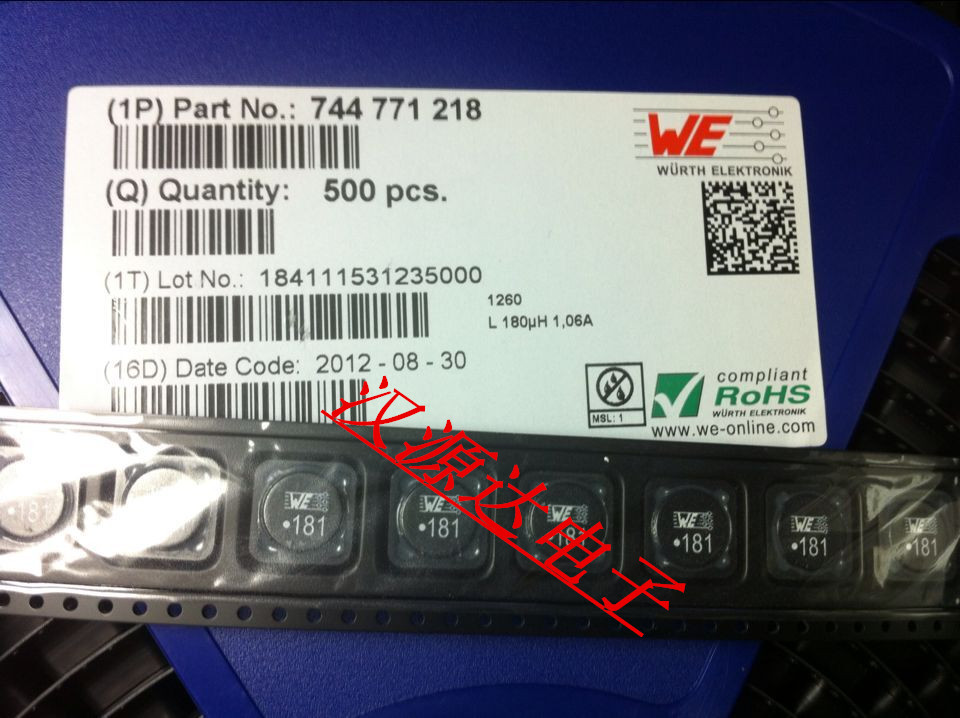 (1P) Part No.: 744 771 218
WE
WÜRTH ELEKTRONIK
(Q) Quantity: 500 pcs.
(1T) Lot No.: 184111531235000
1260
L 180µH 1,06A
(16D) Date Code: 2012 - 08 - 30
MSL: 1
compliant
RoHS
WÜRTH ELEKTRONIK
www.we-online.com
汉源达电子
WE
WE
WE
WE
WE
WE
•181
•181
•181
•181
•181
•181
•181